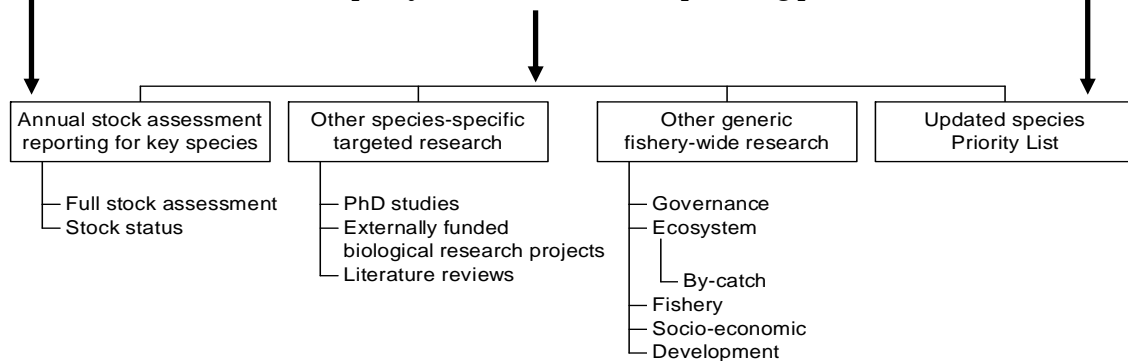 Annual stock assessment
reporting for key species
Other species-specific
targeted research
Other generic
fishery-wide research
Updated species
Priority List
Full stock assessment
Stock status
PhD studies
Externally funded
biological research projects
Literature reviews
Governance
Ecosystem
By-catch
Fishery
Socio-economic
Development